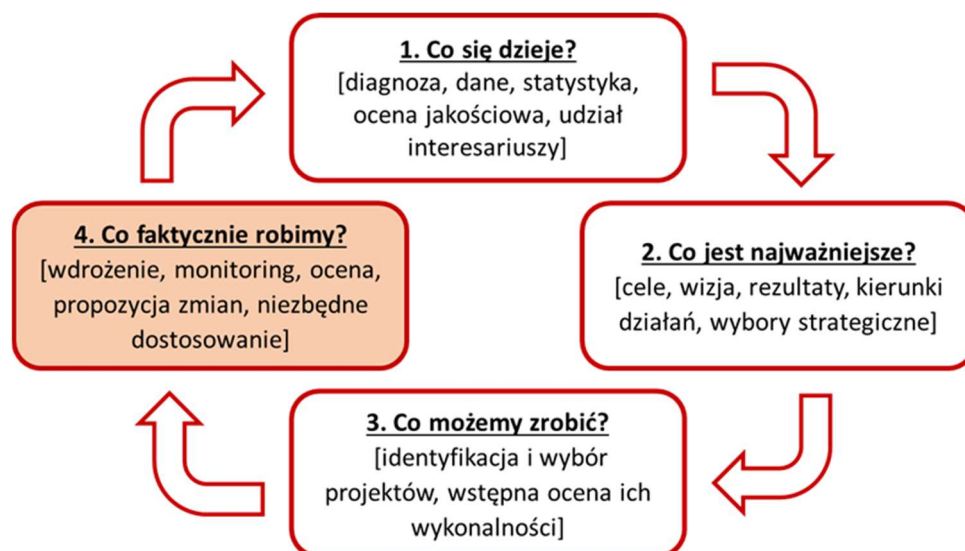 1. Co się dzieje?
[diagnoza, dane, statystyka,
ocena jakościowa, udział
interesariuszy]
2. Co jest najważniejsze?
[cele, wizja, rezultaty, kierunki
działań, wybory strategiczne]
3. Co możemy zrobić?
[identyfikacja i wybór
projektów, wstępna ocena ich
wykonalności]
4. Co faktycznie robimy?
[wdrożenie, monitoring, ocena,
propozycja zmian, niezbędne
dostosowanie]